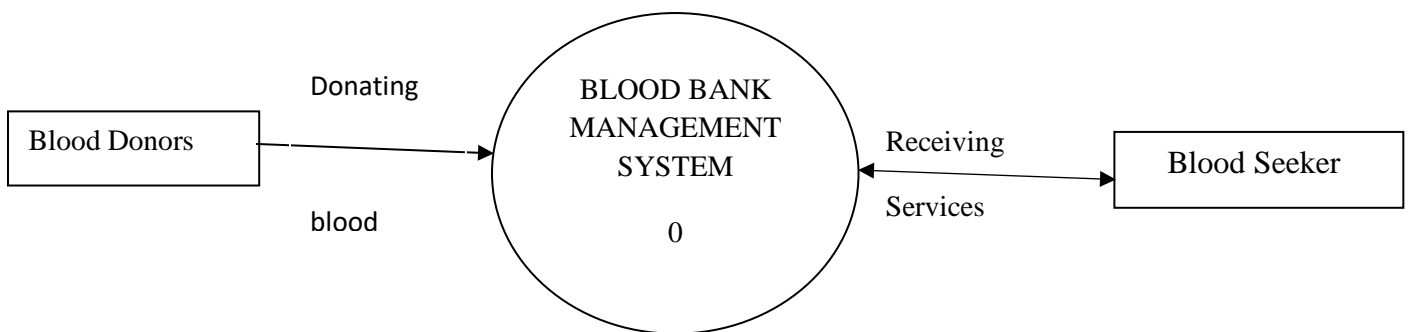 Blood Donors
Donating
blood
BLOOD BANK
MANAGEMENT
SYSTEM
0
Receiving
Services
Blood Seeker